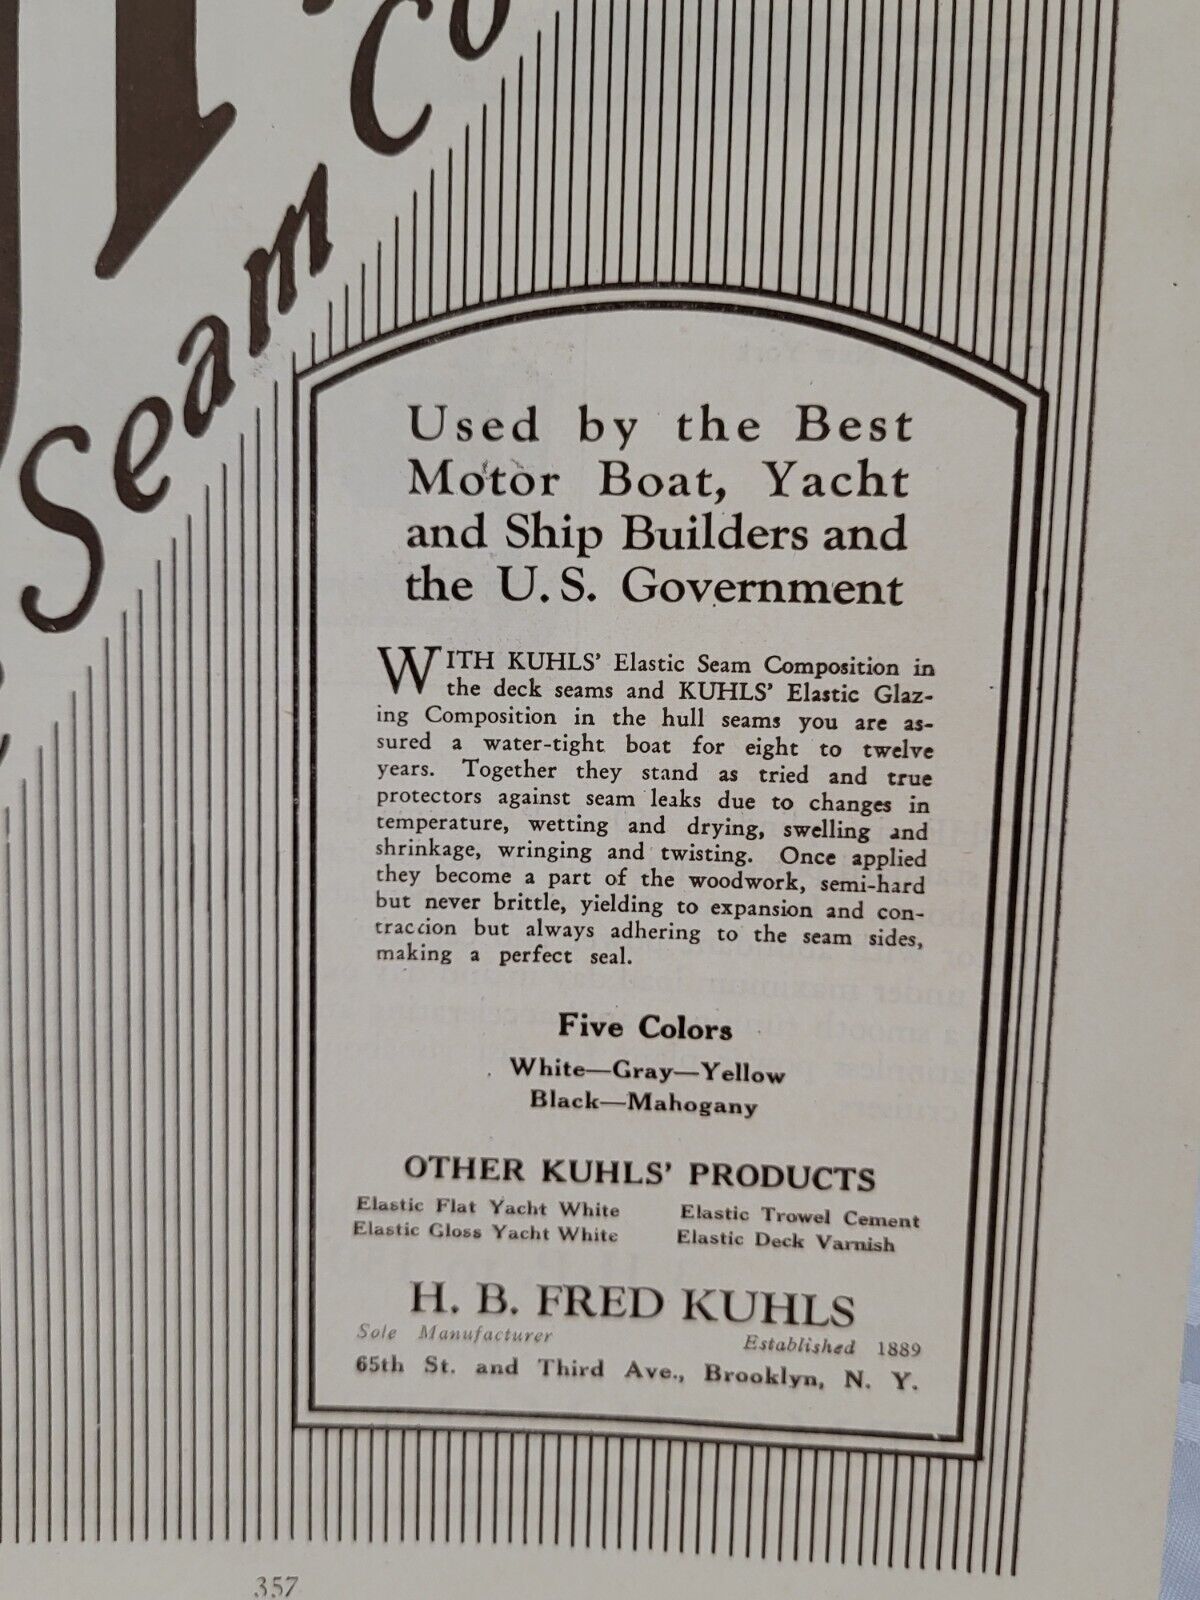 Seam Co
Used by the Best
Motor Boat, Yacht
and Ship Builders and
the U. S. Government
WITH KUHLS' Elastic Seam Composition in
the deck seams and KUHLS' Elastic Glaz-
ing Composition in the hull seams you are as-
sured a water-tight boat for eight to twelve
years. Together they stand as tried and true
protectors against seam leaks due to changes in
temperature, wetting and drying, swelling and
shrinkage, wringing and twisting. Once applied
they become a part of the woodwork, semi-hard
but never brittle, yielding to expansion and con-
traction but always adhering to the seam sides,
making a perfect seal.
Five Colors
White—Gray—Yellow
Black—Mahogany
OTHER KUHLS' PRODUCTS
Elastic Flat Yacht White Elastic Trowel Cement
Elastic Gloss Yacht White Elastic Deck Varnish
H. B. FRED KUHLS
Sole Manufacturer Established 1889
65th St. and Third Ave., Brooklyn, N. Y.
357